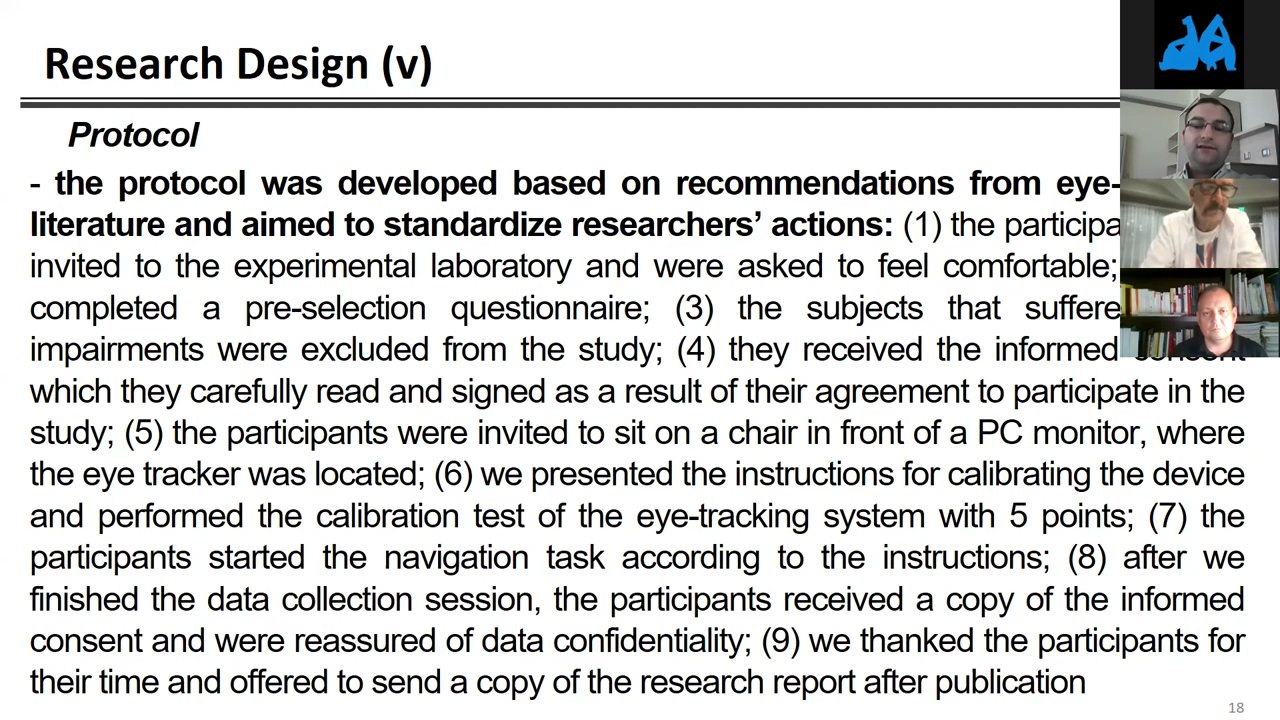 Research Design (v)
Protocol
- the protocol was developed based on recommendations from eye-
literature and aimed to standardize researchers’ actions: (1) the
invited to the experimental laboratory and were asked to feel comfortable;
completed a pre-selection questionnaire; (3) the subjects that
impairments were excluded from the study; (4) they received the informed
which they carefully read and signed as a result of their agreement to participate in the
study; (5) the participants were invited to sit on a chair in front of a PC monitor, where
the eye tracker was located; (6) we presented the instructions for calibrating the device
and performed the calibration test of the eye-tracking system with 5 points; (7) the
participants started the navigation task according to the instructions; (8) after we
finished the data collection session, the participants received a copy of the informed
consent and were reassured of data confidentiality; (9) we thanked the participants for
their time and offered to send a copy of the research report after publication
18